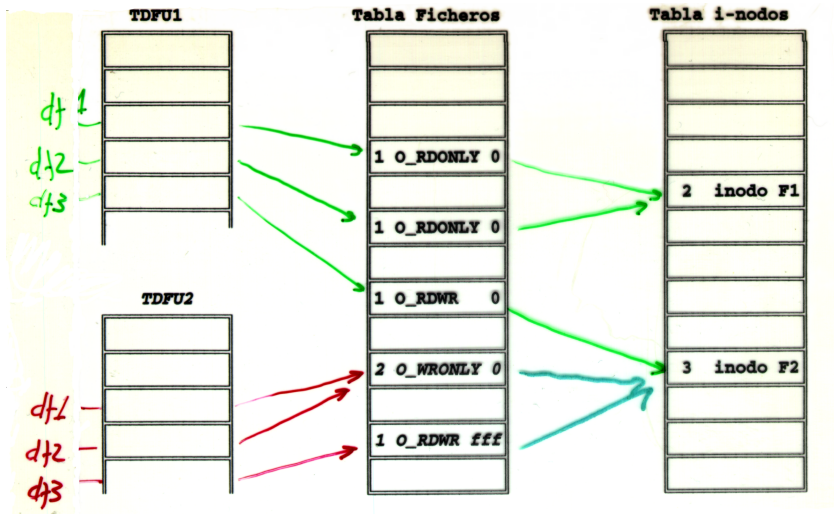 TDFU1
df1
df2
df3
TDFU2
df1
df2
df3
Tabla Ficheros
1 O_RDONLY 0
1 O_RDONLY 0
1 O_RDWR 0
2 O_WRONLY 0
1 O_RDWR fff
Tabla i-nodos
2 inodo F1
3 inodo F2